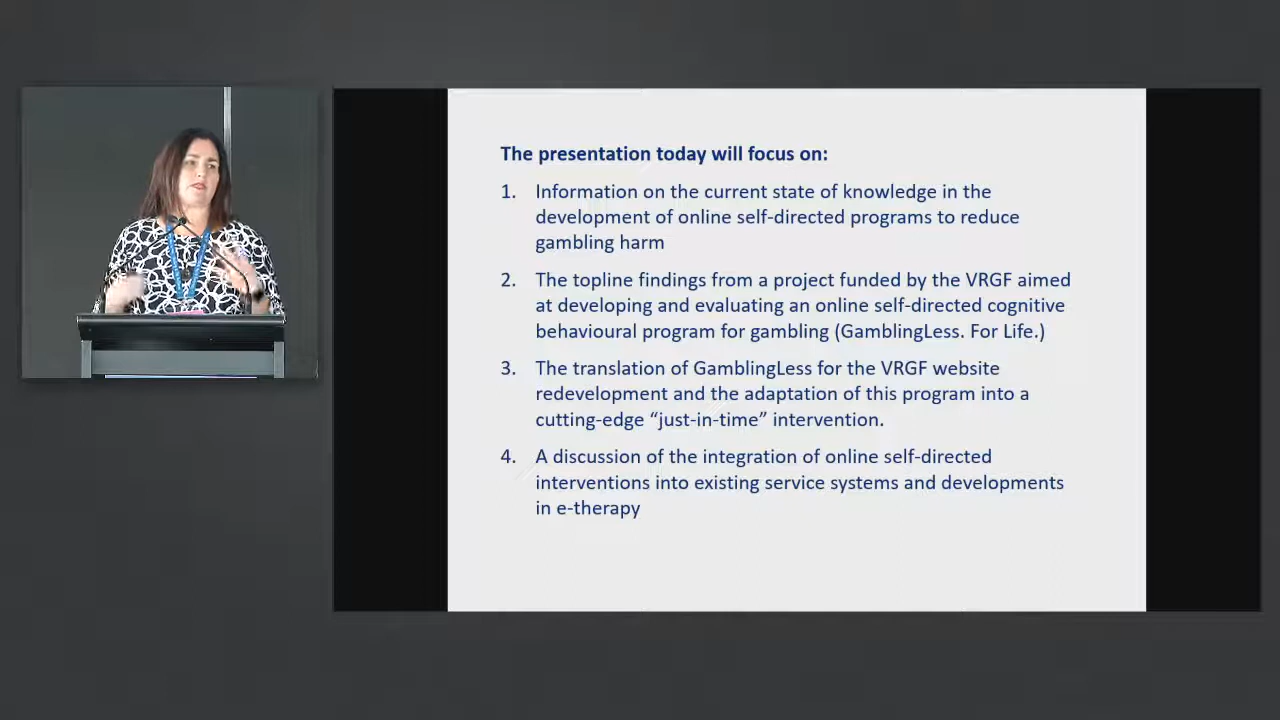 The presentation today will focus on:
1. Information on the current state of knowledge in the
development of online self-directed programs to reduce
gambling harm
2. The topline findings from a project funded by the VRGF aimed
at developing and evaluating an online self-directed cognitive
behavioural program for gambling (GamblingLess. For Life.)
3. The translation of GamblingLess for the VRGF website
redevelopment and the adaptation of this program into a
cutting-edge “just-in-time” intervention.
4. A discussion of the integration of online self-directed
interventions into existing service systems and developments
in e-therapy